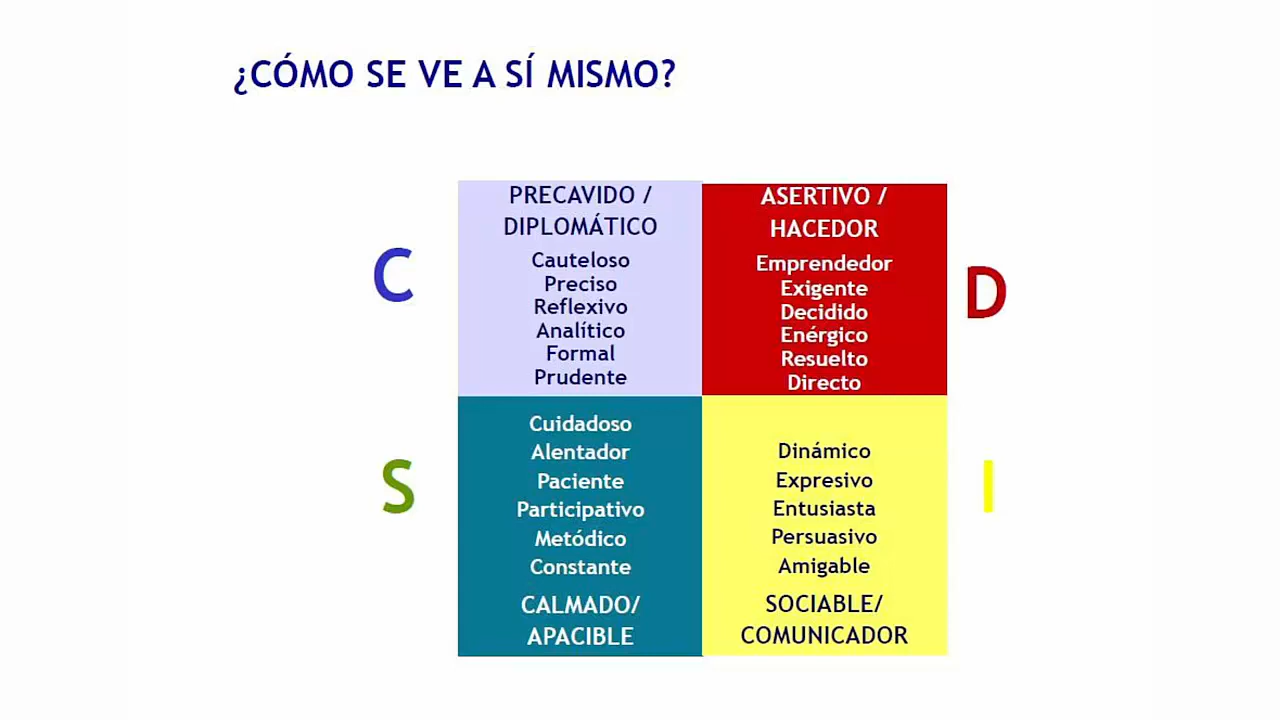 ¿CÓMO SE VE A SÍ MISMO?
C
PRECAVIDO /
DIPLOMÁTICO
Cauteloso
Preciso
Reflexivo
Analítico
Formal
Prudente
ASERTIVO /
HACEDOR
Emprendedor
Exigente
Decidido
Enérgico
Resuelto
Directo
D
S
Cuidadoso
Alentador
Paciente
Participativo
Metódico
Constante
CALMADO/
APACIBLE
Dinámico
Expresivo
Entusiasta
Persuasivo
Amigable
SOCIABLE/
COMUNICADOR
I